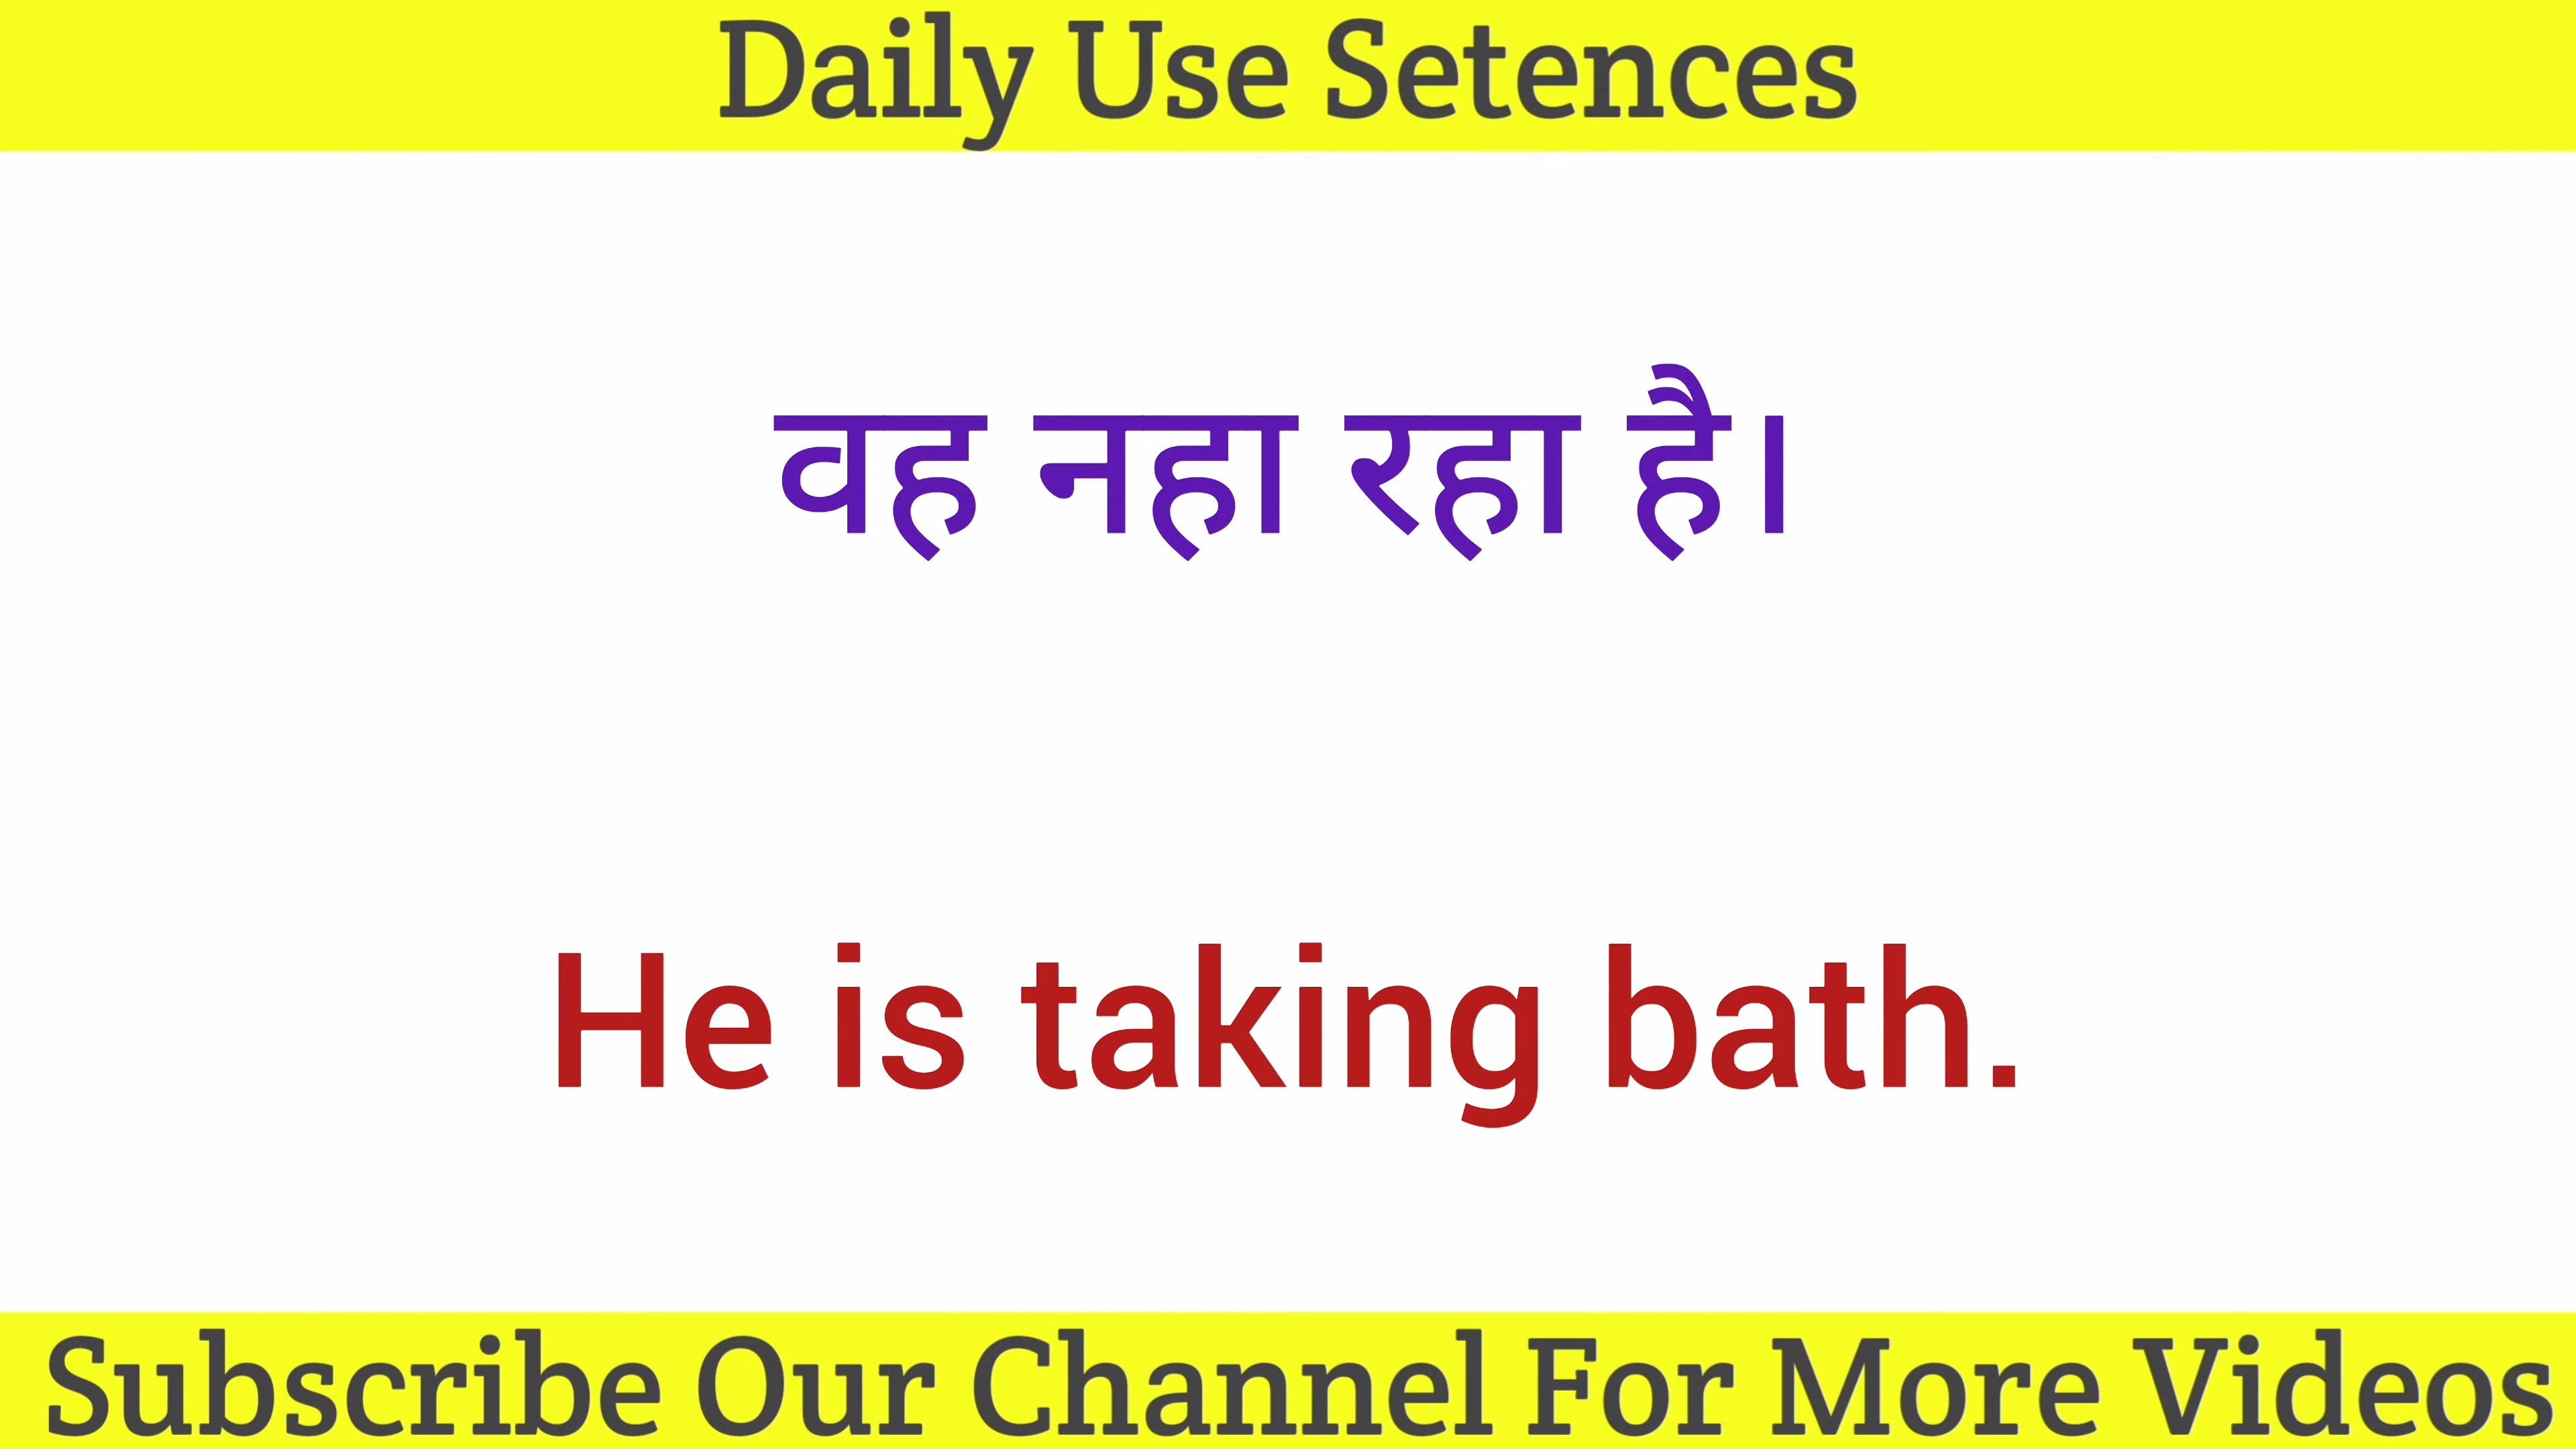 Daily Use Setences
वह नहा रहा है।
He is taking bath.
Subscribe Our Channel For More Videos